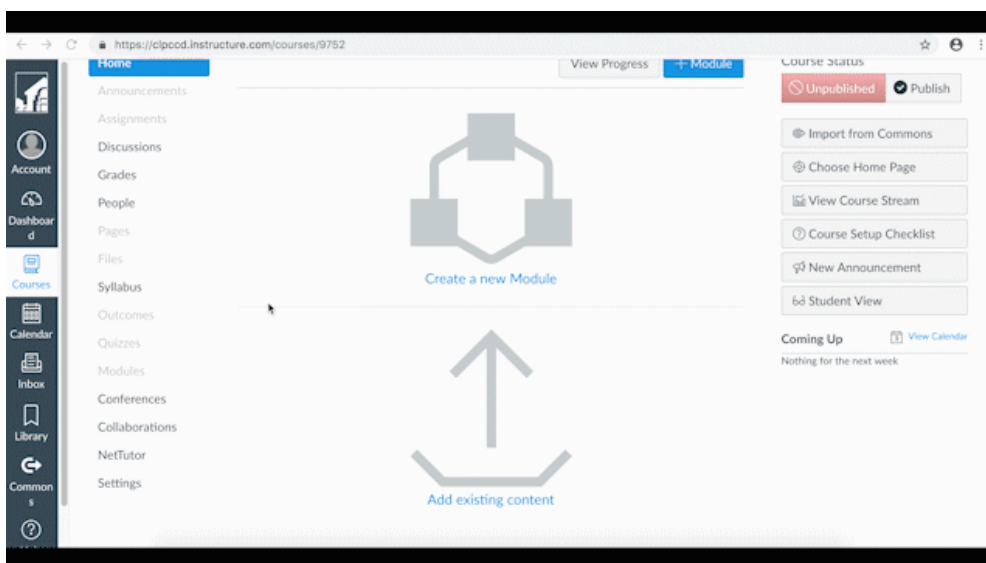 https://clpccd.instructure.com/courses/9752
Account
Dashboar
d
Courses
Calendar
Inbox
Library
Common
s
Home
Announcements
Assignments
Discussions
Grades
People
Pages
Files
Syllabus
Outcomes
Quizzes
Modules
Conferences
Collaborations
NetTutor
Settings
View Progress
+ Module
Create a new Module
Add existing content
Course Status
Unpublished
Publish
Import from Commons
Choose Home Page
View Course Stream
Course Setup Checklist
New Announcement
Student View
Coming Up
View Calendar
Nothing for the next week